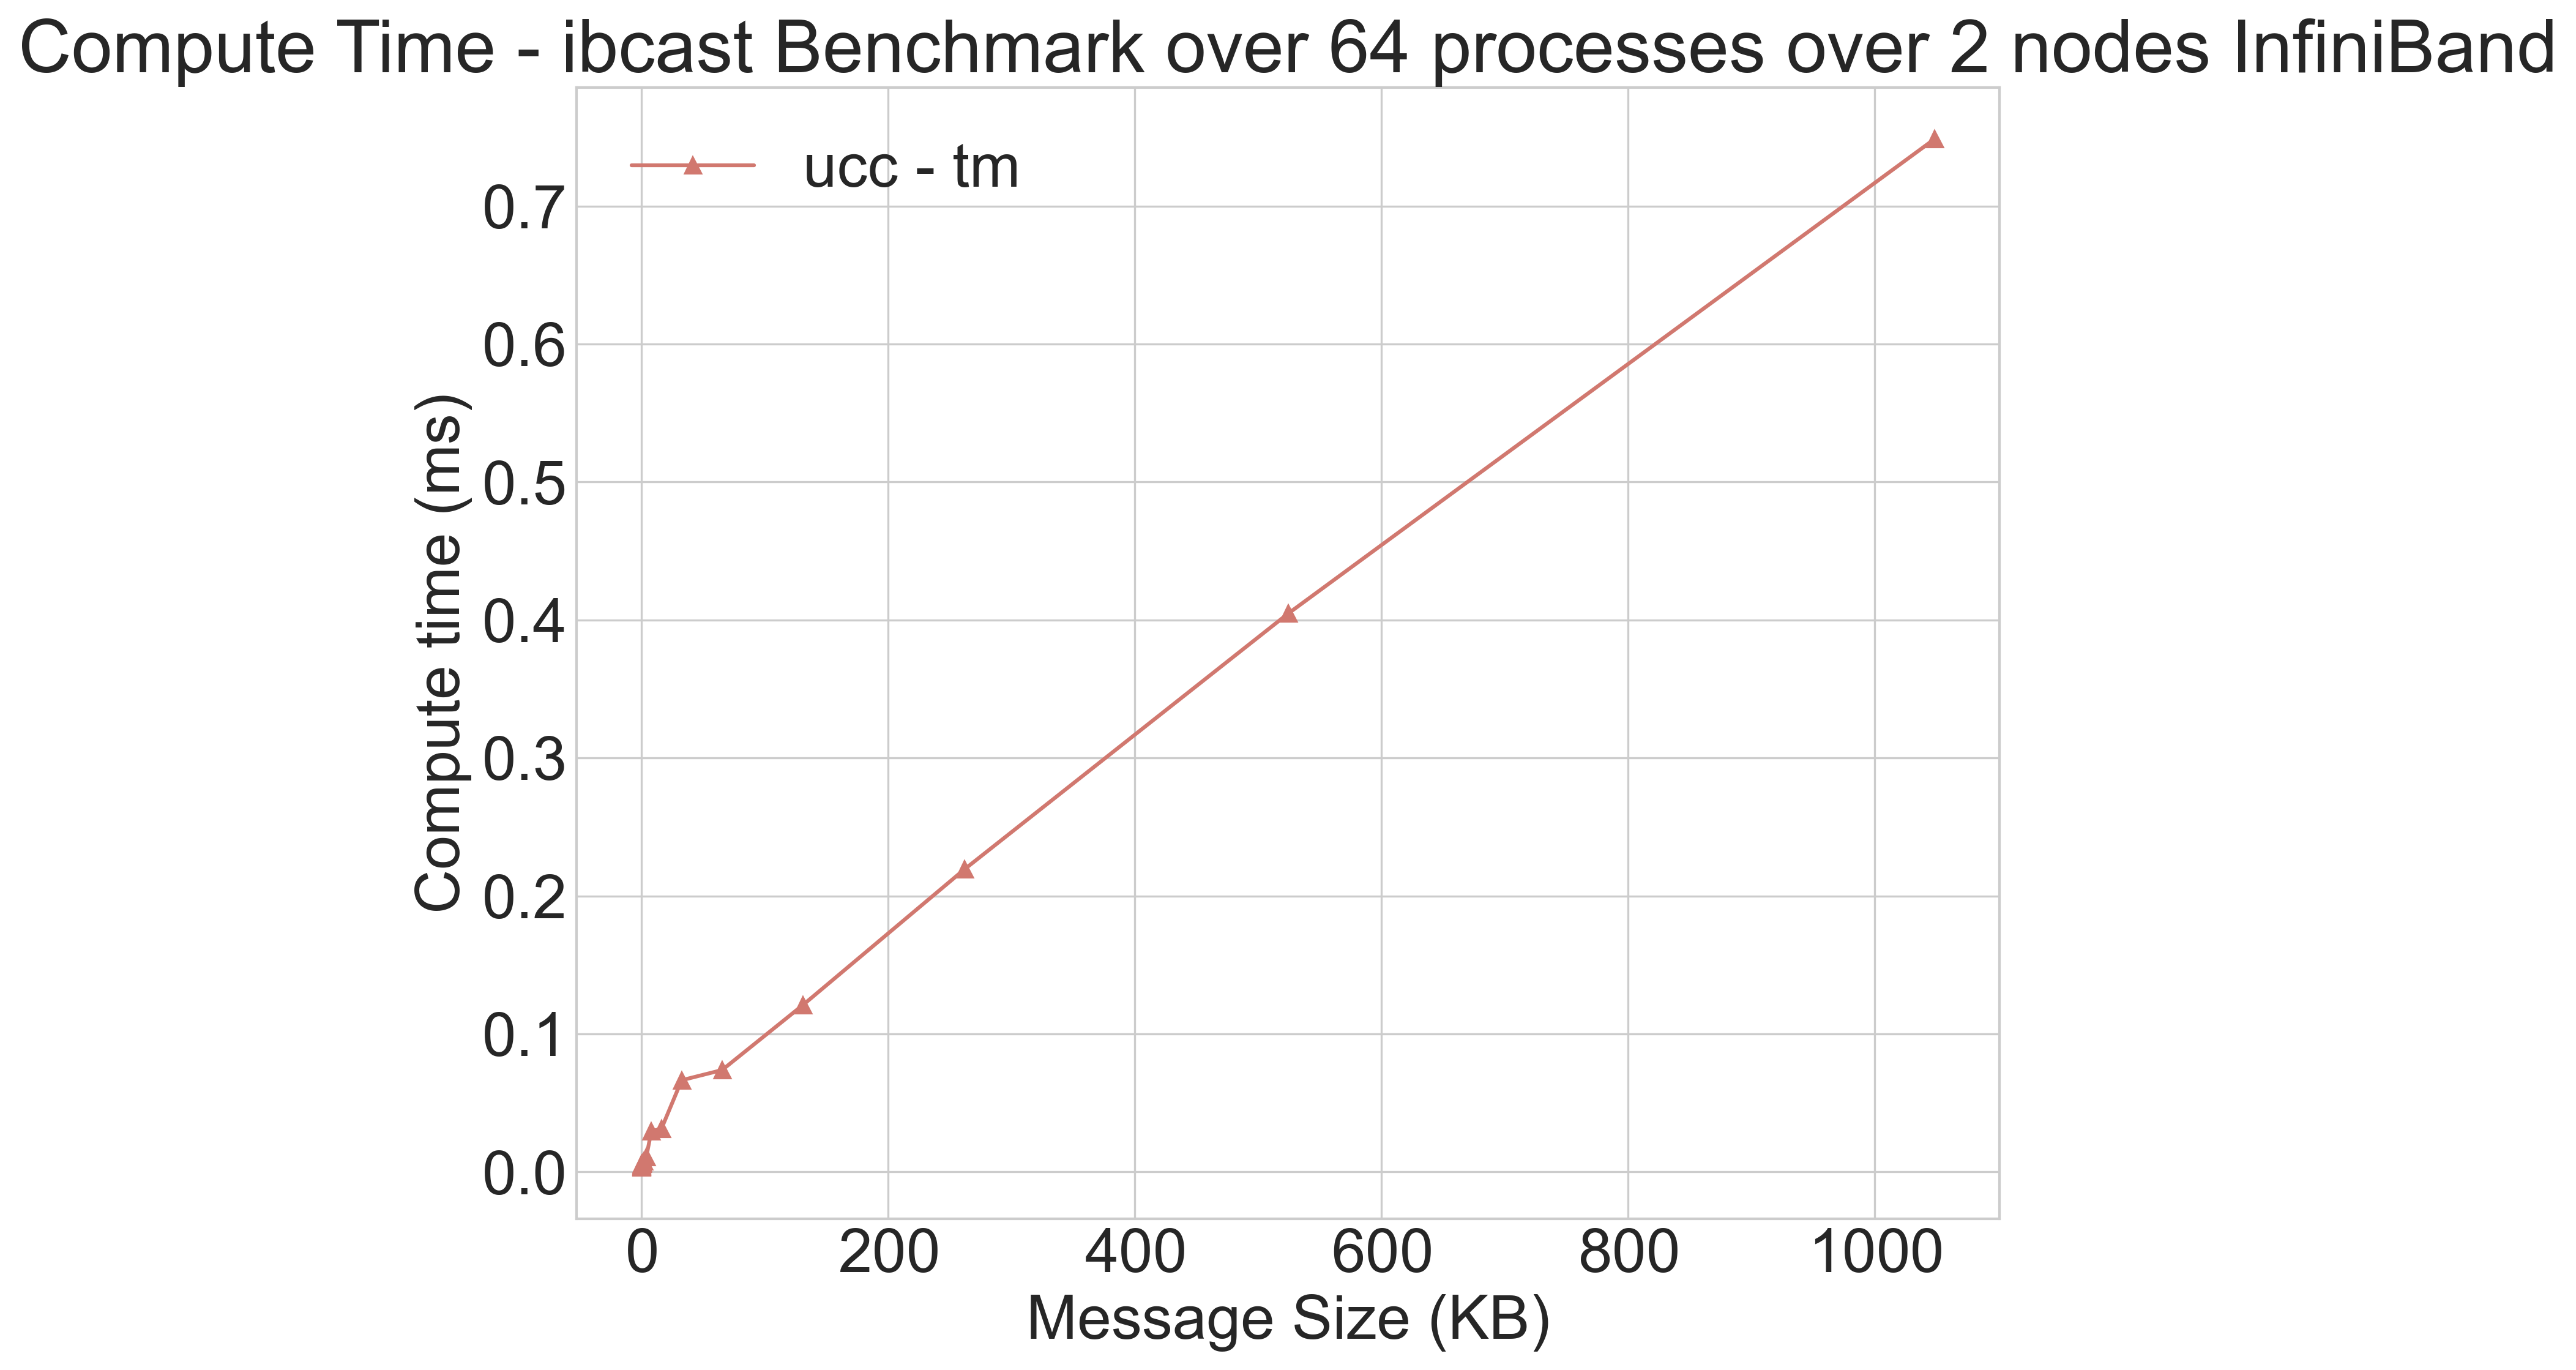 Compute Time - ibcast Benchmark over 64 processes over 2 nodes InfiniBand
ucc - tm
Compute time (ms)
0.7
0.6
0.5
0.4
0.3
0.2
0.1
0.0
0 200 400 600 800 1000
Message Size (KB)